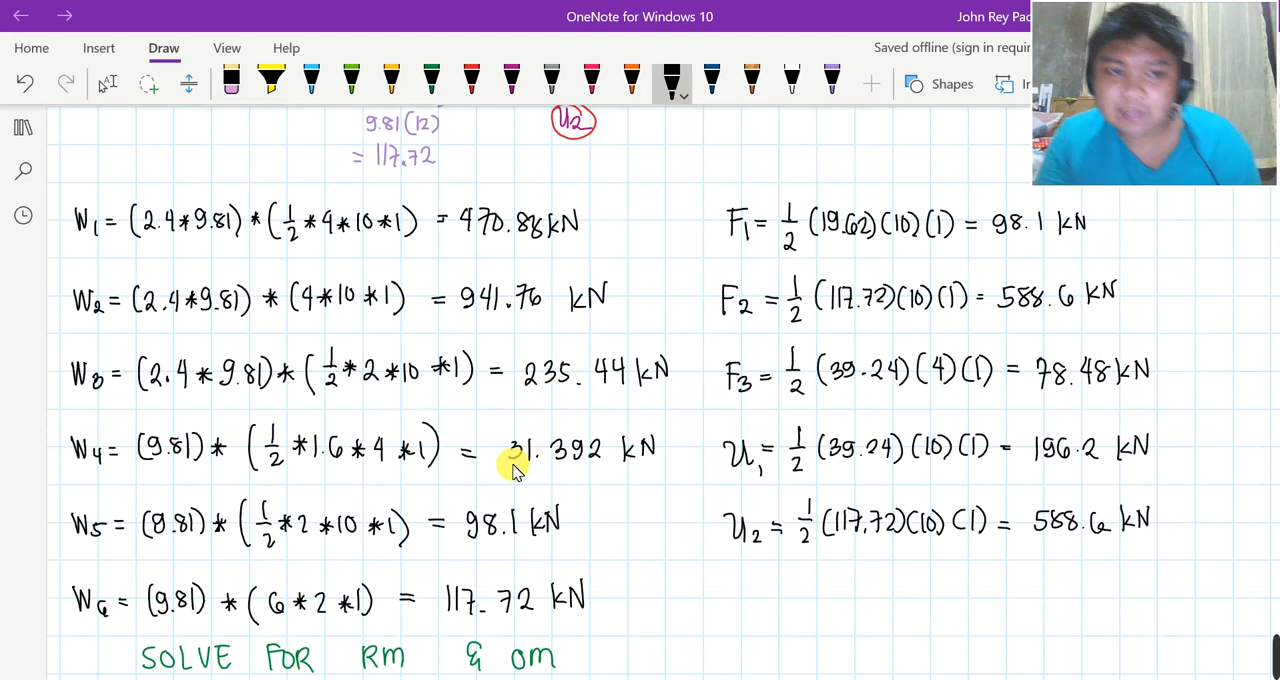 OneNote for Windows 10
John Rey Pac
Home Insert Draw View Help
Saved offline (sign in requir
Shapes
In
9.81(12)
= 117.72
U2
W1 = (2.4*9.81)*(1/2*4*10*1) = 470.88kN
F1 = 1/2 (19.62)(10)(1) = 98.1 kN
W2 = (2.4*9.81)*(4*10*1) = 941.76 kN
F2 = 1/2 (117.72)(10)(1) = 588.6 kN
W3 = (2.4*9.81)*(1/2*2*10*1) = 235.44 kN
F3 = 1/2 (39.24)(4)(1) = 78.48 kN
W4 = (9.81)*(1/2*1.6*4*1) = 31.392 kN
U1 = 1/2 (39.24)(10)(1) = 196.2 kN
W5 = (9.81)*(1/2*2*10*1) = 98.1 kN
U2 = 1/2 (117.72)(10)(1) = 588.6 kN
W6 = (9.81)*(6*2*1) = 117.72 kN
SOLVE FOR RM & OM